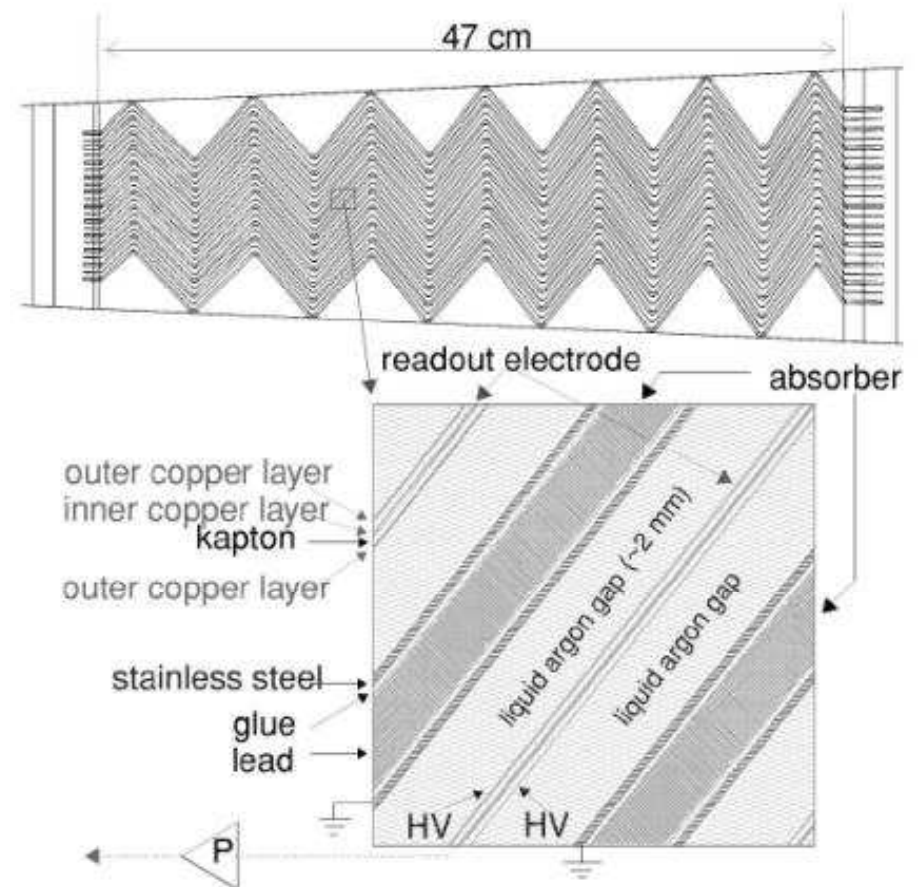 47 cm
readout electrode
absorber
outer copper layer
inner copper layer
kapton
outer copper layer
liquid argon gap (~2 mm)
liquid argon gap
stainless steel
glue
lead
HV
HV
P